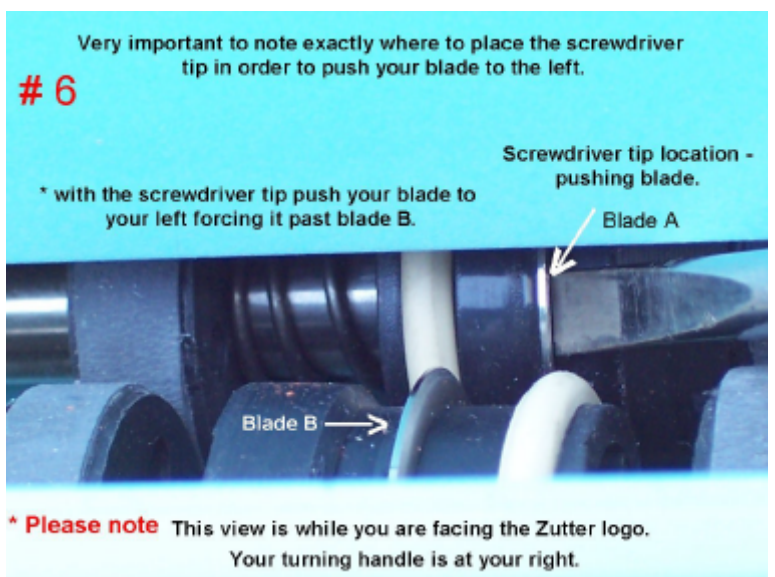 Very important to note exactly where to place the screwdriver
tip in order to push your blade to the left.
# 6
Screwdriver tip location -
pushing blade.
* with the screwdriver tip push your blade to
your left forcing it past blade B.
Blade A
Blade B
* Please note This view is while you are facing the Zutter logo.
Your turning handle is at your right.